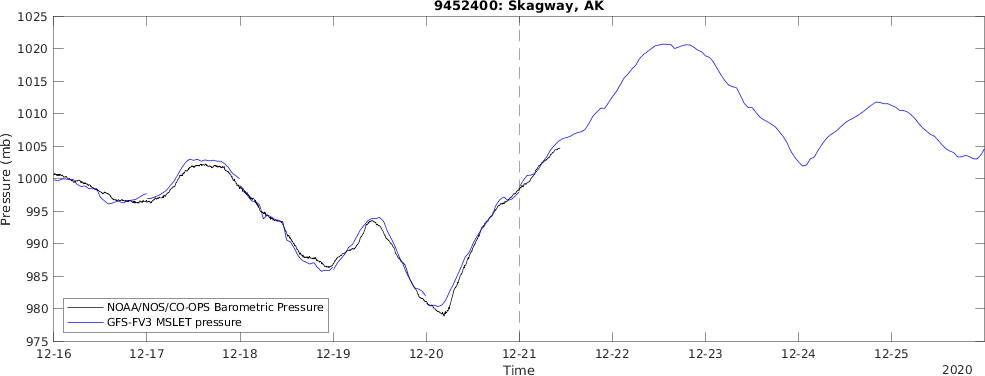 9452400: Skagway, AK
1025
1020
1015
1010
1005
1000
995
990
985
980
975
Pressure (mb)
NOAA/NOS/CO-OPS Barometric Pressure
GFS-FV3 MSLET pressure
12-16 12-17 12-18 12-19 12-20 12-21 12-22 12-23 12-24 12-25
Time
2020